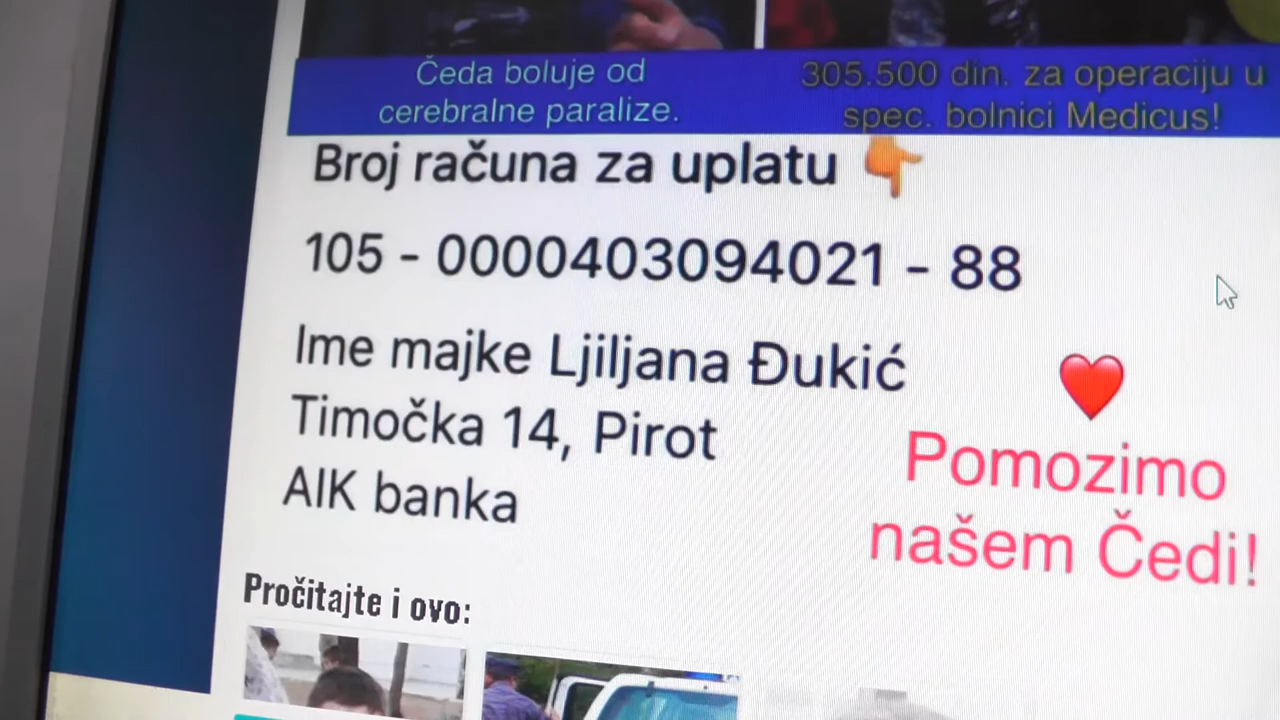 Čeda boluje od
cerebralne paralize.
305.500 din. za operaciju u
spec. bolnici Medicus!
Broj računa za uplatu 👇
105 - 0000403094021 - 88
Ime majke Ljiljana Đukić
Timočka 14, Pirot
AIK banka
❤️
Pomozimo
našem Čedi!
Pročitajte i ovo: